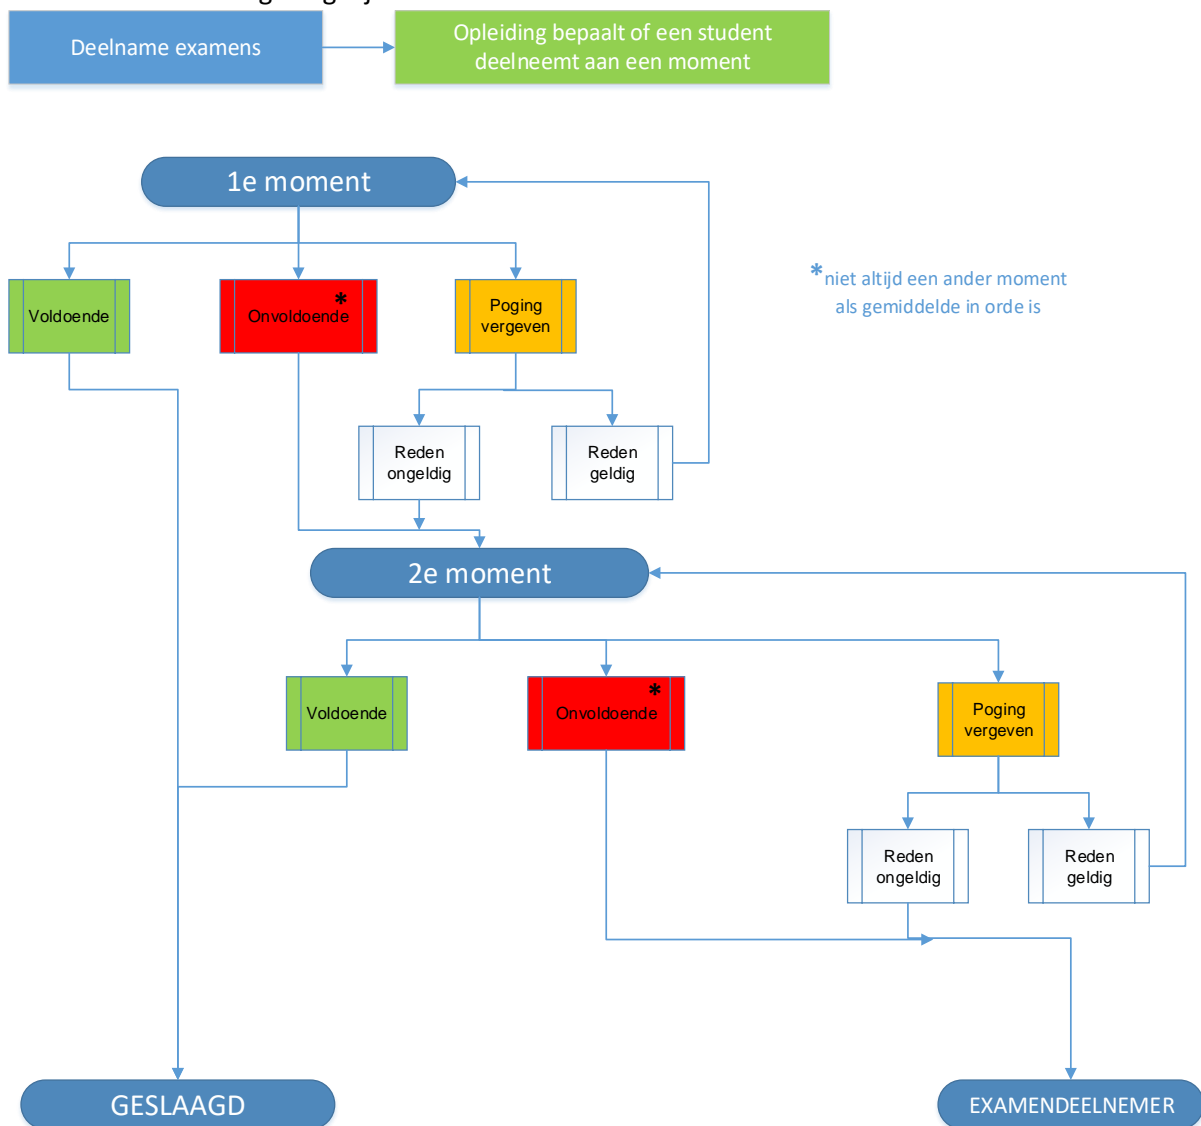 Deelname examens
Opleiding bepaalt of een student
deelneemt aan een moment
1e moment
*niet altijd een ander moment
als gemiddelde in orde is
Voldoende
*
Onvoldoende
Poging
vergeven
Reden
ongeldig
Reden
geldig
2e moment
Voldoende
*
Onvoldoende
Poging
vergeven
Reden
ongeldig
Reden
geldig
GESLAAGD
EXAMENDEELNEMER